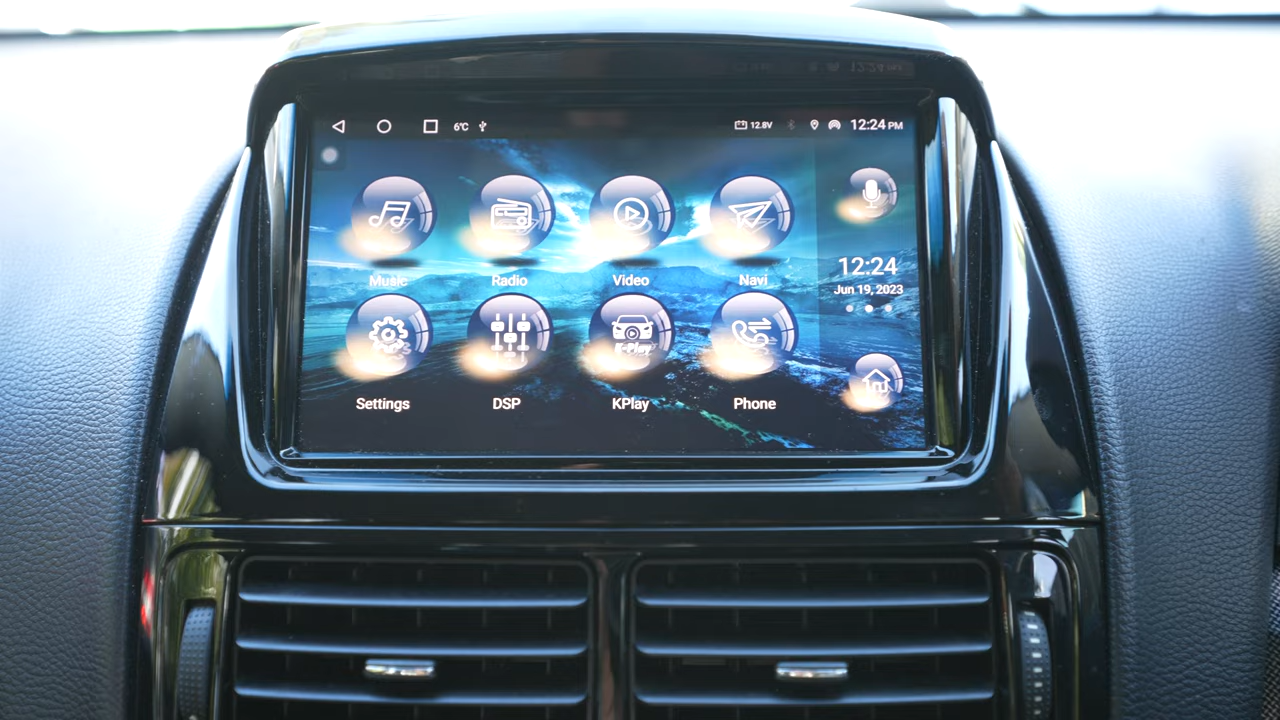 6°C 12.8V 12:24 PM
Music Radio Video Navi
12:24
Jun 19, 2023
K-Play
Settings DSP KPlay Phone